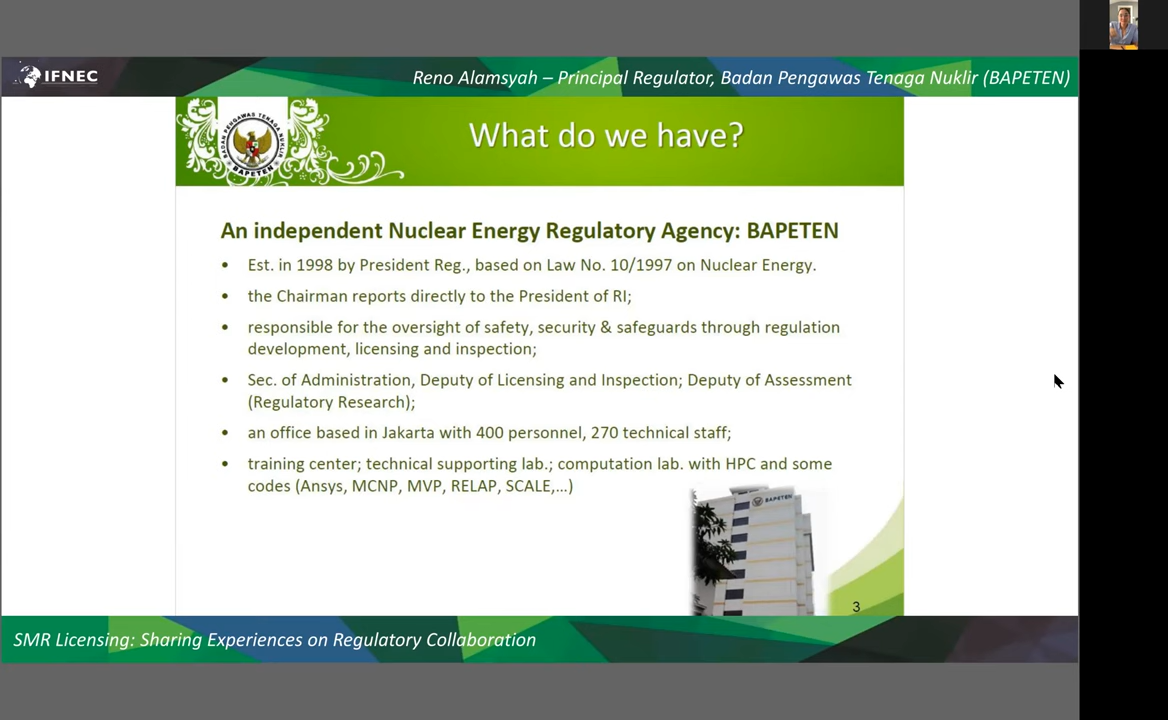 IFNEC
Reno Alamsyah – Principal Regulator, Badan Pengawas Tenaga Nuklir (BAPETEN)
BADAN PENGAWAS TENAGA NUKLIR
BAPETEN
What do we have?
An independent Nuclear Energy Regulatory Agency: BAPETEN
• Est. in 1998 by President Reg., based on Law No. 10/1997 on Nuclear Energy.
• the Chairman reports directly to the President of RI;
• responsible for the oversight of safety, security & safeguards through regulation
development, licensing and inspection;
• Sec. of Administration, Deputy of Licensing and Inspection; Deputy of Assessment
(Regulatory Research);
• an office based in Jakarta with 400 personnel, 270 technical staff;
• training center; technical supporting lab.; computation lab. with HPC and some
codes (Ansys, MCNP, MVP, RELAP, SCALE,...)
BAPETEN
3
SMR Licensing: Sharing Experiences on Regulatory Collaboration